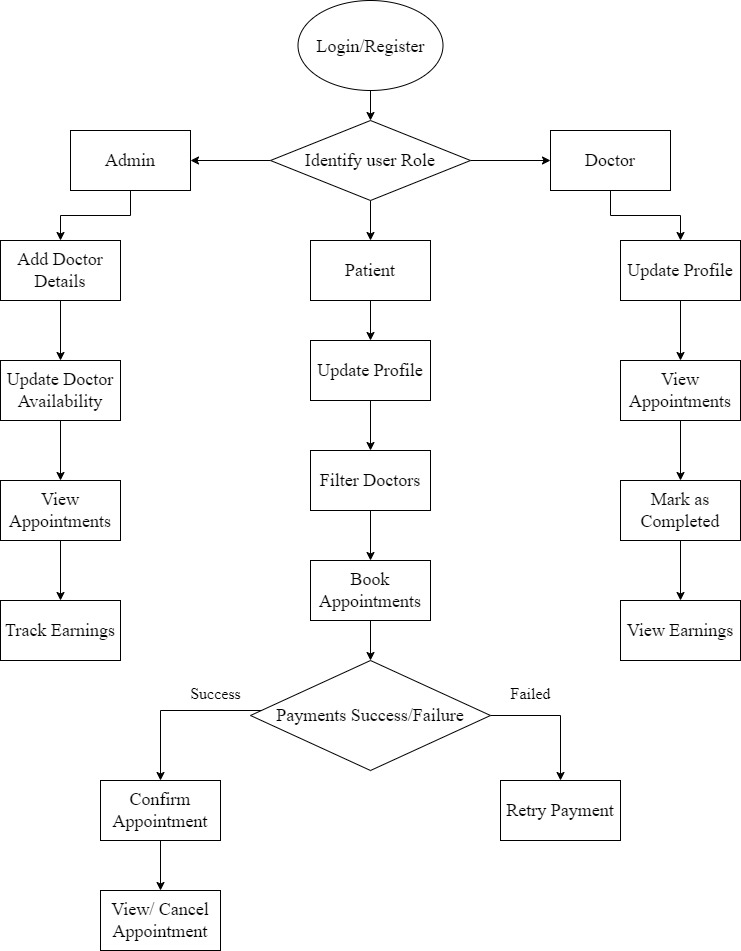 Login/Register
Admin
Identify user Role
Doctor
Add Doctor
Details
Patient
Update Profile
Update Doctor
Availability
Update Profile
View
Appointments
View
Appointments
Filter Doctors
Mark as
Completed
Track Earnings
Book
Appointments
View Earnings
Success
Failed
Payments Success/Failure
Confirm
Appointment
Retry Payment
View/ Cancel
Appointment